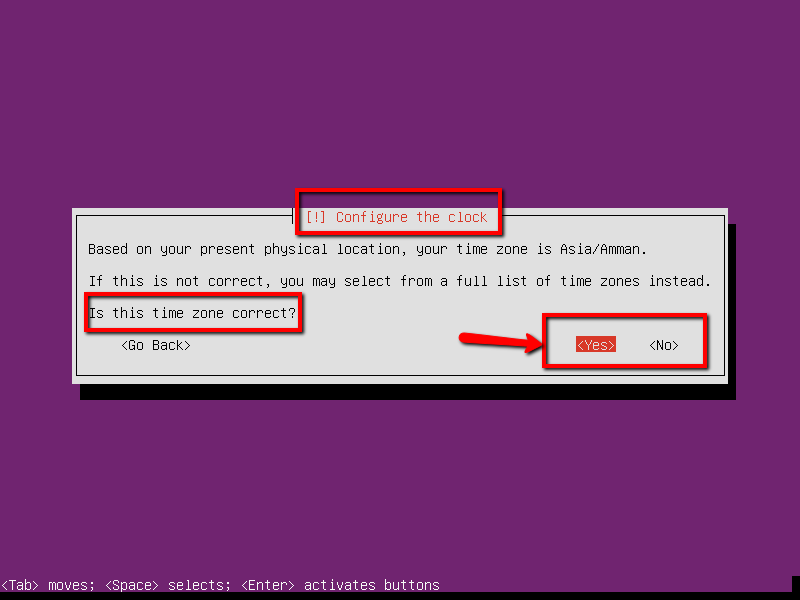 [!] Configure the clock
Based on your present physical location, your time zone is Asia/Amman.
If this is not correct, you may select from a full list of time zones instead.
Is this time zone correct?
<Go Back> <Yes> <No>
<Tab> moves; <Space> selects; <Enter> activates buttons